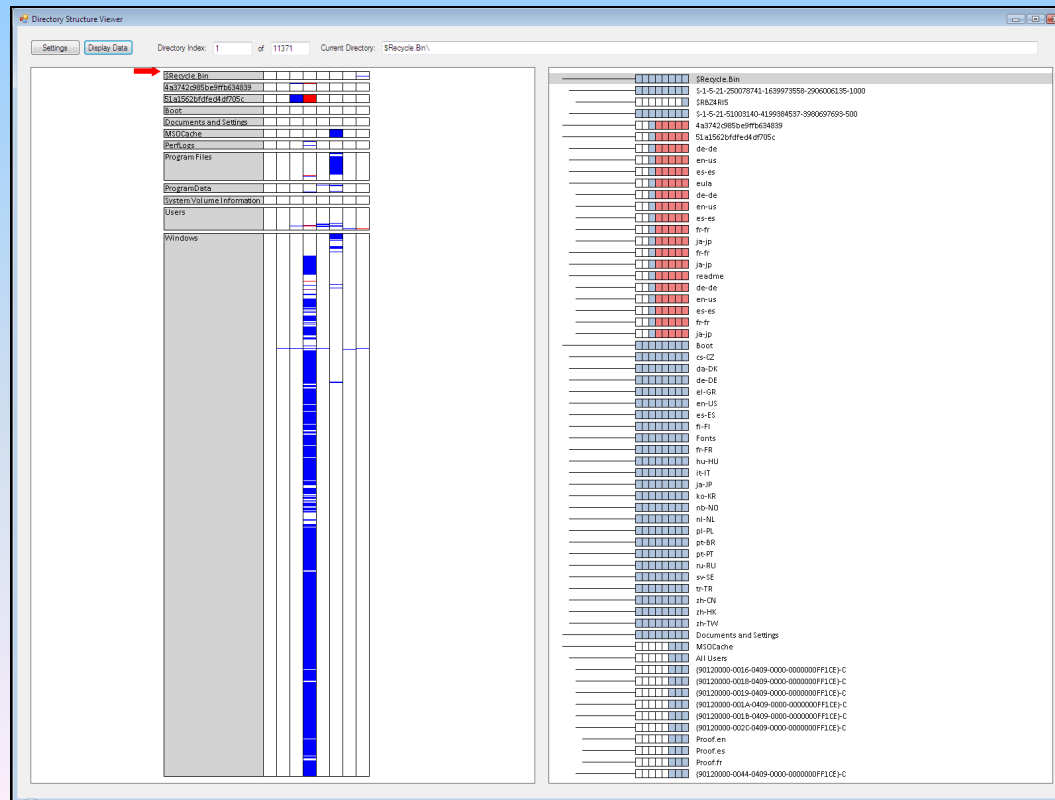 Directory Structure Viewer
Settings Display Data Directory Index: 1 of 11371 Current Directory: $Recycle.Bin\
$Recycle.Bin
4a3742c985be9ffb634839
51a1562bfdfed4df705c
Boot
Documents and Settings
MSOCache
PerfLogs
Program Files
ProgramData
System Volume Information
Users
Windows
$Recycle.Bin
S-1-5-21-250078741-1639973558-2906006135-1000
$RBZ4RI5
S-1-5-21-51003140-4199384537-3980697693-500
4a3742c985be9ffb634839
51a1562bfdfed4df705c
de-de
en-us
es-es
eula
de-de
en-us
es-es
fr-fr
ja-jp
fr-fr
ja-jp
readme
de-de
en-us
es-es
fr-fr
ja-jp
Boot
cs-CZ
da-DK
de-DE
el-GR
en-US
es-ES
fi-FI
Fonts
fr-FR
hu-HU
it-IT
ja-JP
ko-KR
nb-NO
nl-NL
pl-PL
pt-BR
pt-PT
ru-RU
sv-SE
tr-TR
zh-CN
zh-HK
zh-TW
Documents and Settings
MSOCache
All Users
{90120000-0016-0409-0000-0000000FF1CE}-C
{90120000-0018-0409-0000-0000000FF1CE}-C
{90120000-0019-0409-0000-0000000FF1CE}-C
{90120000-001A-0409-0000-0000000FF1CE}-C
{90120000-001B-0409-0000-0000000FF1CE}-C
{90120000-002C-0409-0000-0000000FF1CE}-C
Proof.en
Proof.es
Proof.fr
{90120000-0044-0409-0000-0000000FF1CE}-C